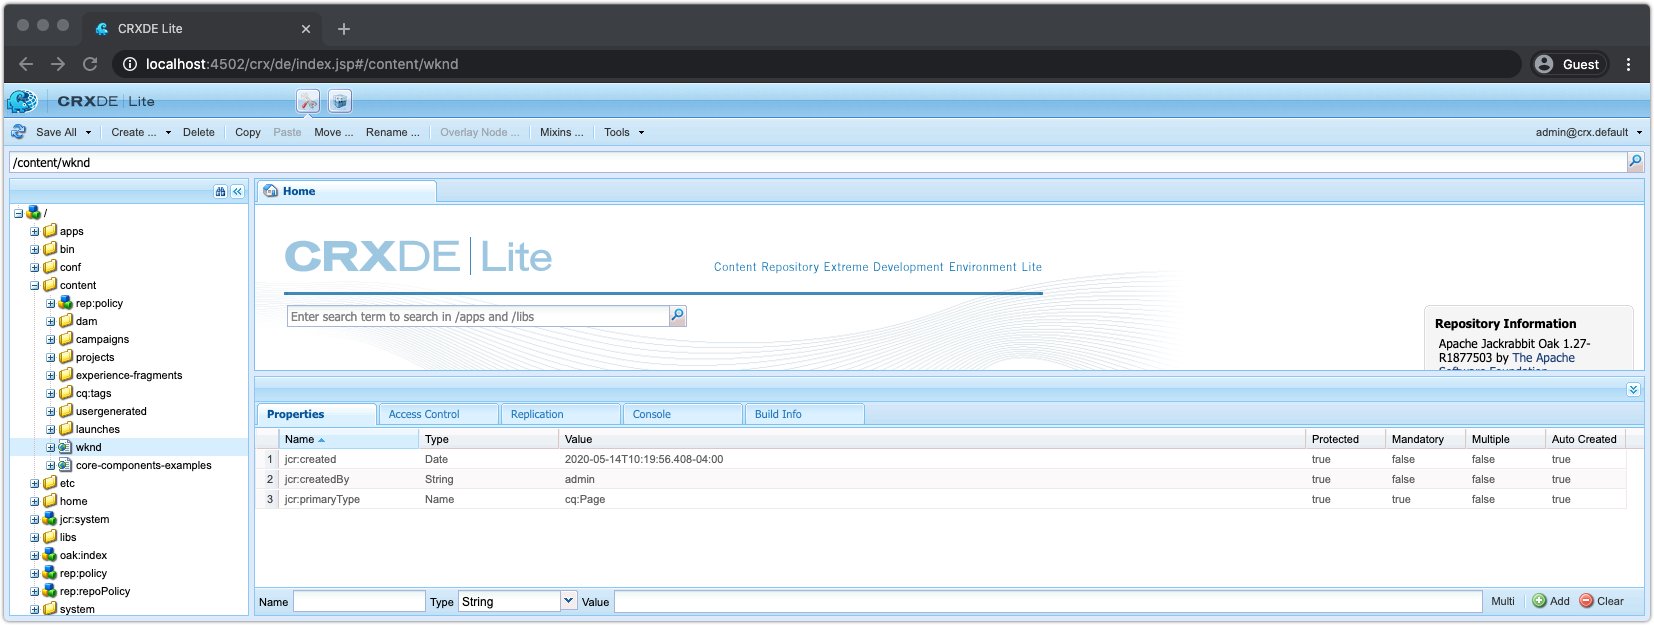 CRXDE Lite
localhost:4502/crx/de/index.jsp#/content/wknd
Guest
CRXDE | Lite
Save All Create ... Delete Copy Paste Move ... Rename ... Overlay Node ... Mixins ... Tools admin@crx.default
/content/wknd
/
apps
bin
conf
content
rep:policy
dam
campaigns
projects
experience-fragments
cq:tags
usergenerated
launches
wknd
core-components-examples
etc
home
jcr:system
libs
oak:index
rep:policy
rep:repoPolicy
system
Home
CRXDE | Lite
Content Repository Extreme Development Environment Lite
Enter search term to search in /apps and /libs
Repository Information
Apache Jackrabbit Oak 1.27-
R1877503 by The Apache
Software Foundation
Properties Access Control Replication Console Build Info
Name Type Value Protected Mandatory Multiple Auto Created
1 jcr:created Date 2020-05-14T10:19:56.408-04:00 true false false true
2 jcr:createdBy String admin true false false true
3 jcr:primaryType Name cq:Page true true false true
Name Type String Value Multi Add Clear